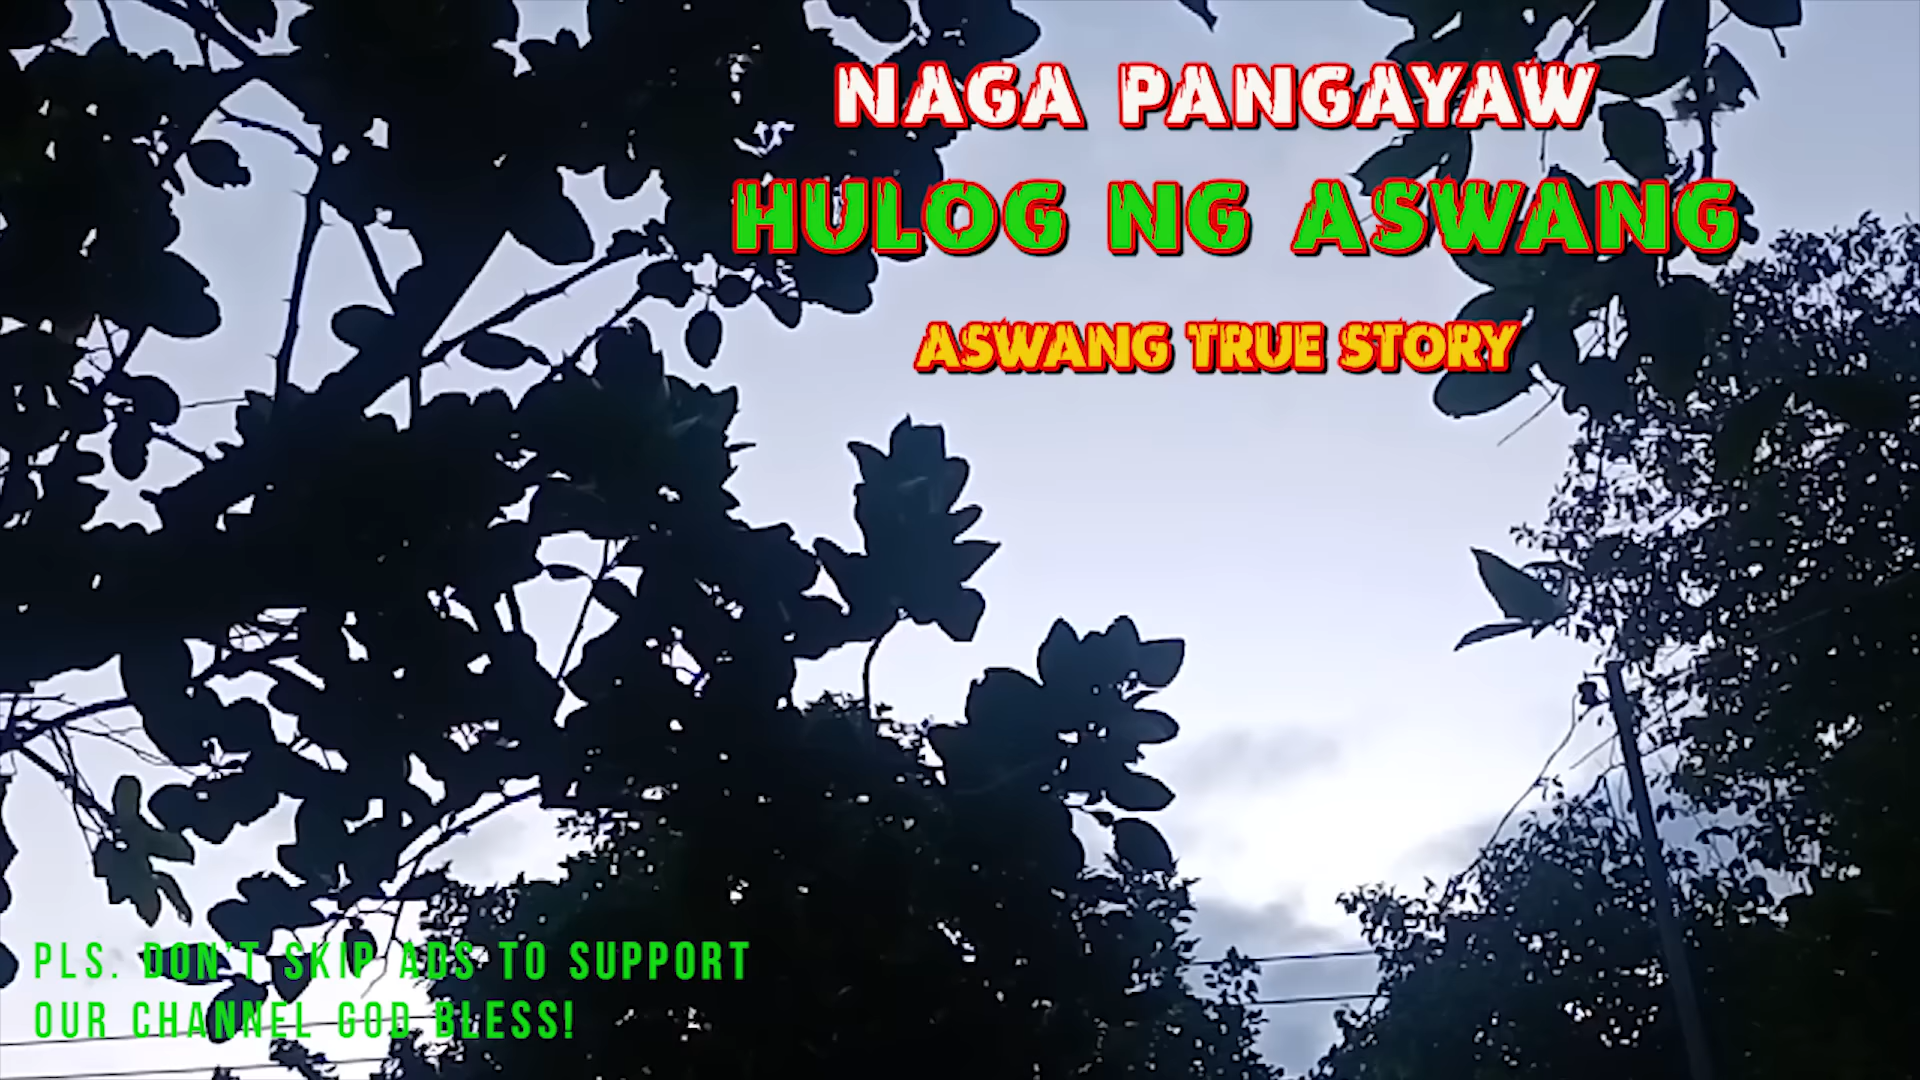 NAGA PANGAYAW
HULOG NG ASWANG
ASWANG TRUE STORY
PLS. DON'T SKIP ADS TO SUPPORT
OUR CHANNEL GOD BLESS!